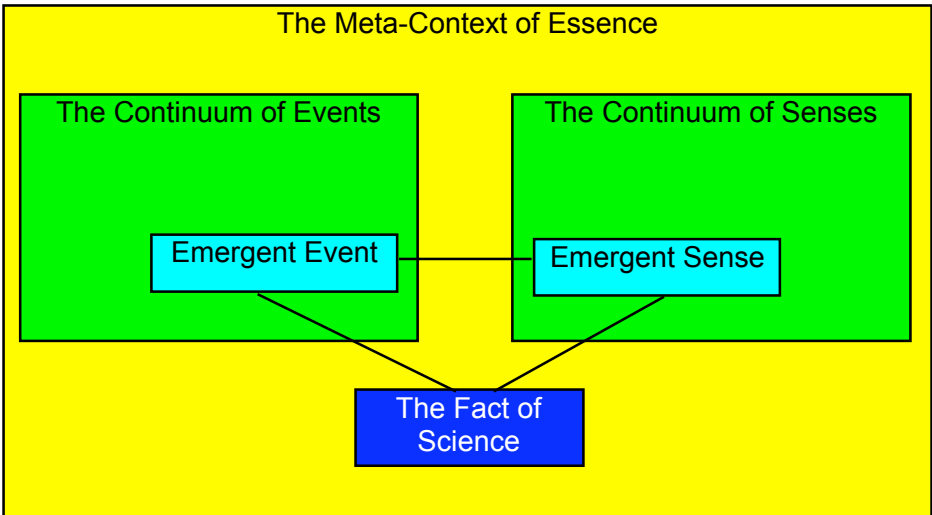 The Meta-Context of Essence
The Continuum of Events
The Continuum of Senses
Emergent Event
Emergent Sense
The Fact of
Science